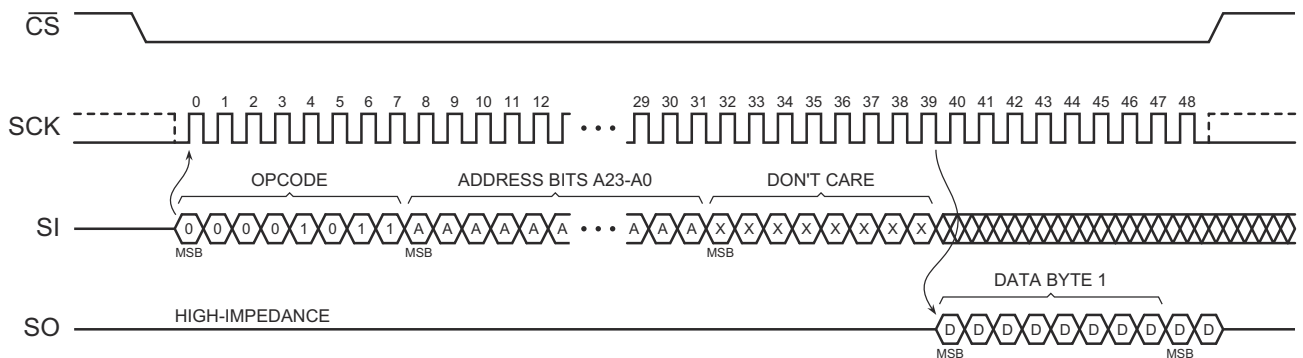 CS
SCK
0 1 2 3 4 5 6 7 8 9 10 11 12 29 30 31 32 33 34 35 36 37 38 39 40 41 42 43 44 45 46 47 48
OPCODE ADDRESS BITS A23-A0 DON'T CARE
SI
0 0 0 0 1 0 1 1 A A A A A A A A A X X X X X X X X
MSB MSB MSB
DATA BYTE 1
HIGH-IMPEDANCE
SO
D D D D D D D D D D
MSB MSB